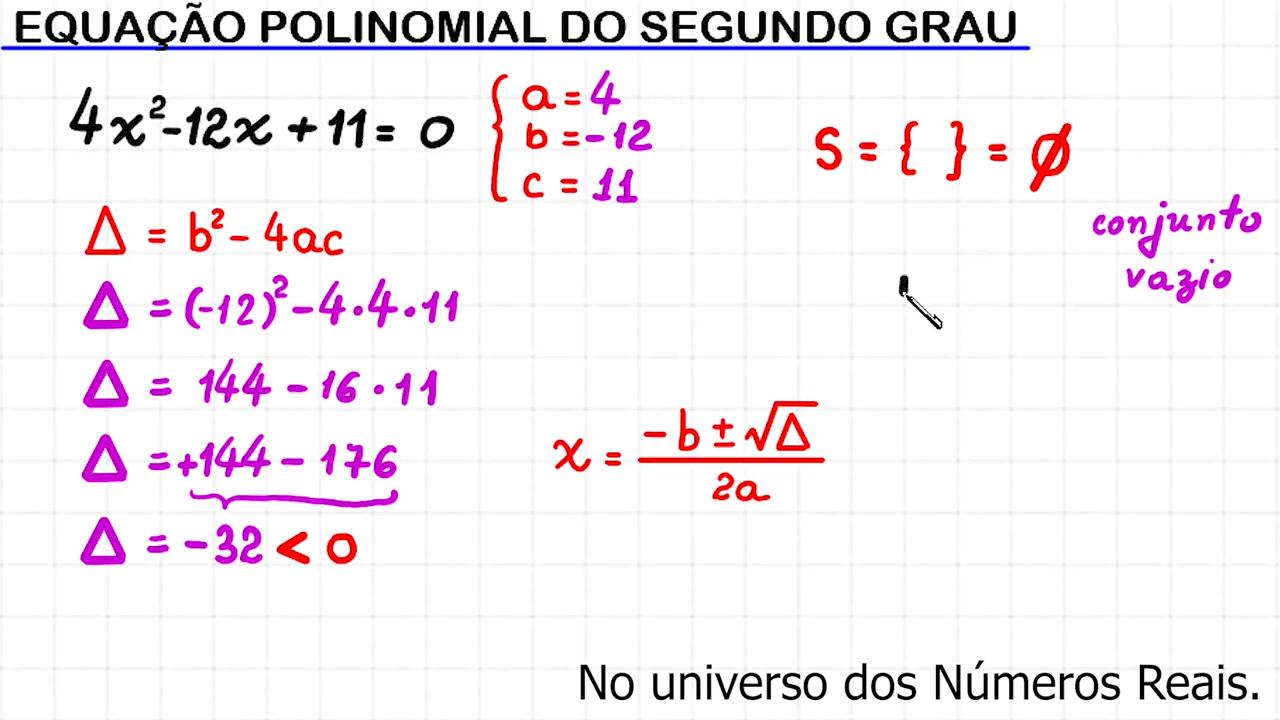 EQUAÇÃO POLINOMIAL DO SEGUNDO GRAU
4x²-12x + 11 = 0
a = 4
b = -12
c = 11
S = { } = ∅
conjunto
vazio
Δ = b² - 4ac
Δ = (-12)² - 4·4·11
Δ = 144 - 16·11
Δ = +144 - 176
Δ = -32 < 0
x = (-b ± √Δ) / 2a
No universo dos Números Reais.